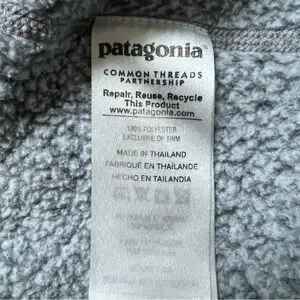 patagonia®
COMMON THREADS
PARTNERSHIP
Repair, Reuse, Recycle
This Product
www.patagonia.com
100% POLYESTER
EXCLUSIVE OF TRIM
MADE IN THAILAND
FABRIQUÉ EN THAÏLANDE
HECHO EN TAILANDIA